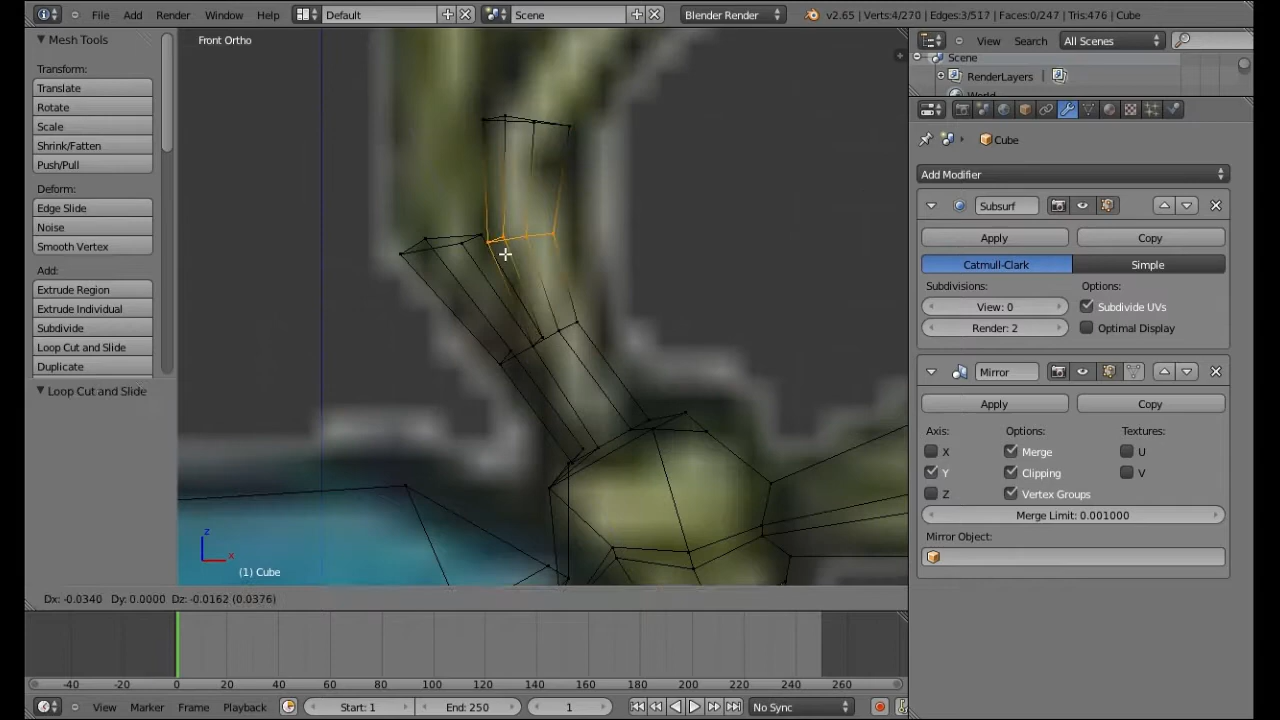 File Add Render Window Help Default Scene Blender Render v2.65 | Verts:4/270 | Edges:3/517 | Faces:0/247 | Tris:476 | Cube
Mesh Tools
Transform:
Translate
Rotate
Scale
Shrink/Fatten
Push/Pull
Deform:
Edge Slide
Noise
Smooth Vertex
Add:
Extrude Region
Extrude Individual
Subdivide
Loop Cut and Slide
Duplicate
Loop Cut and Slide
Front Ortho
z
x
(1) Cube
Dx: -0.0340 Dy: 0.0000 Dz: -0.0162 (0.0376)
-40 -20 0 20 40 60 80 100 120 140 160 180 200 220 240 260
View Marker Frame Playback Start: 1 End: 250 1 No Sync
View Search All Scenes
Scene
RenderLayers
Cube
Add Modifier
Subsurf
Apply Copy
Catmull-Clark Simple
Subdivisions: Options:
View: 0 Subdivide UVs
Render: 2 Optimal Display
Mirror
Apply Copy
Axis: Options: Textures:
X Merge U
Y Clipping V
Z Vertex Groups
Merge Limit: 0.001000
Mirror Object: